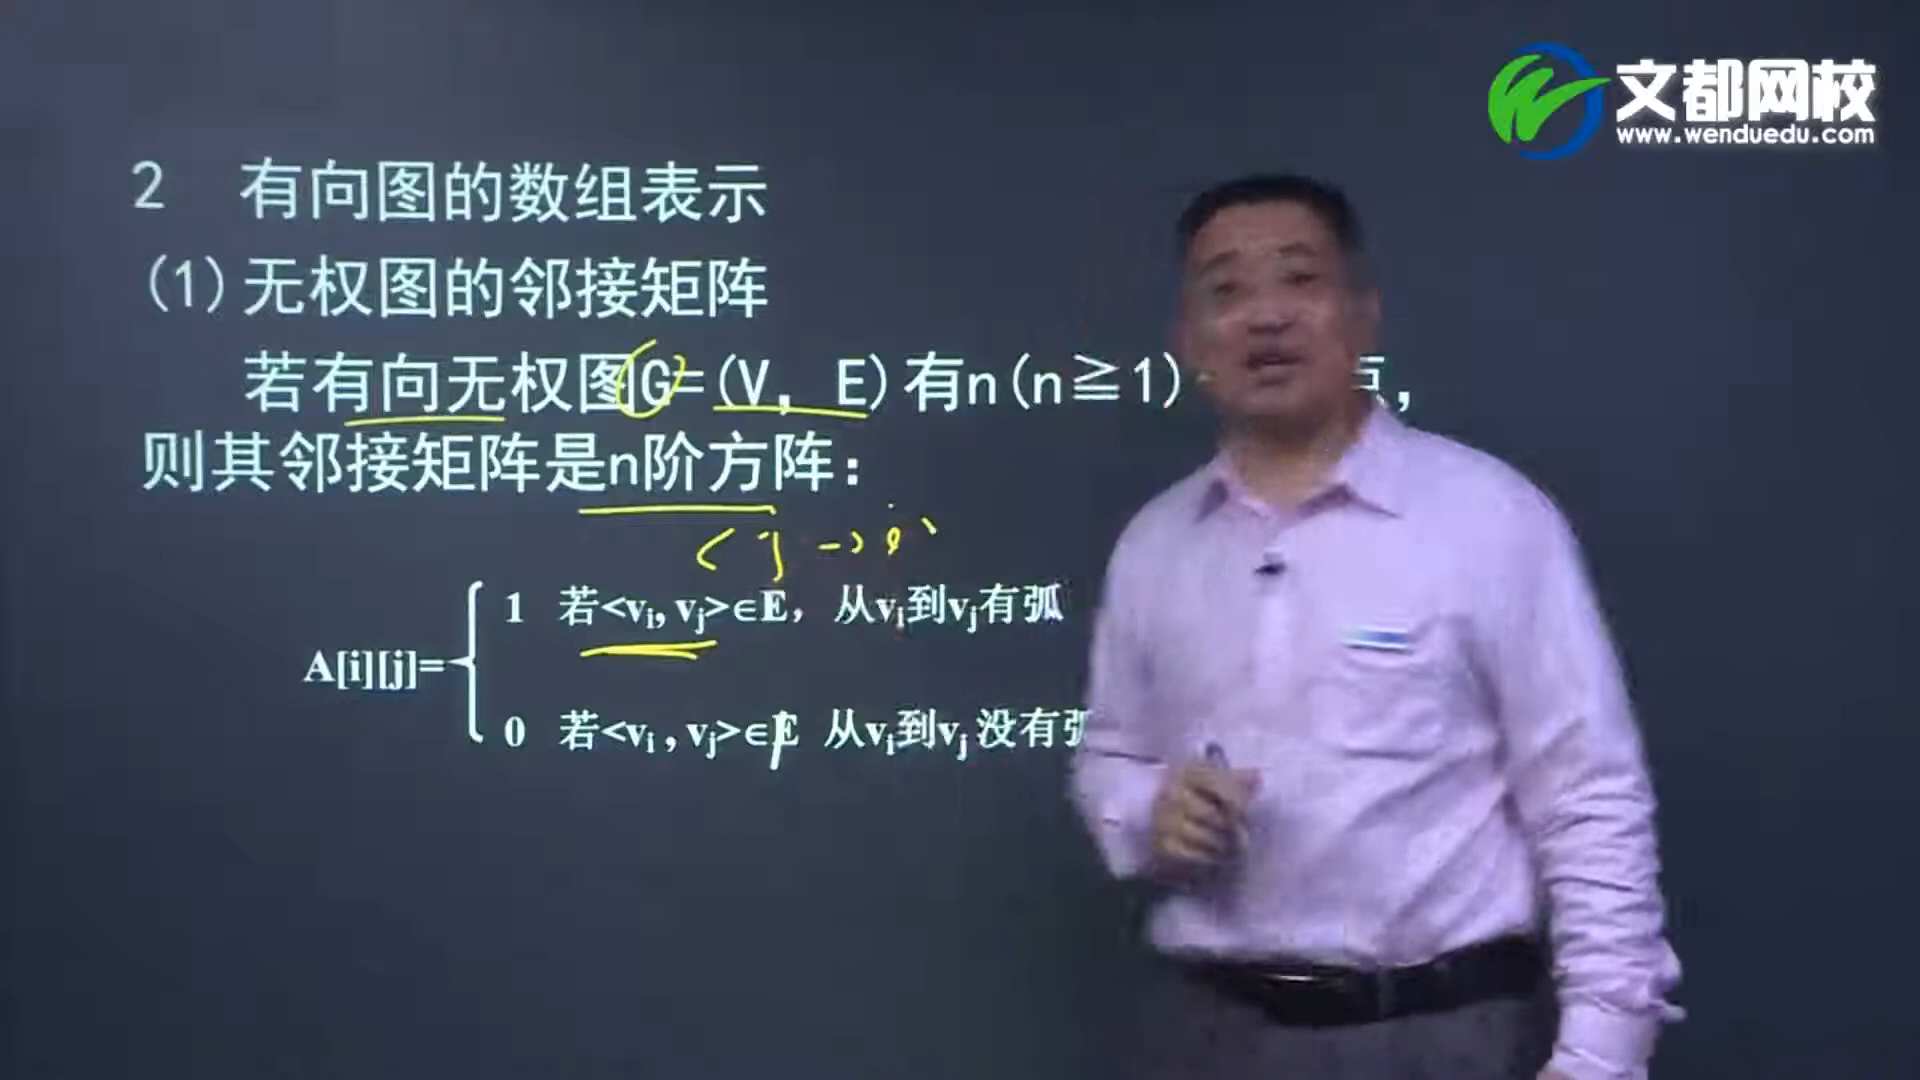 文都网校
www.wenduedu.com
2 有向图的数组表示
(1)无权图的邻接矩阵
若有向无权图G=(V, E)有n(n≧1)
则其邻接矩阵是n阶方阵:
j → i
1 若<vi, vj>∈E, 从vi到vj有弧
A[i][j]=
0 若<vi , vj>∉E 从vi到vj没有弧